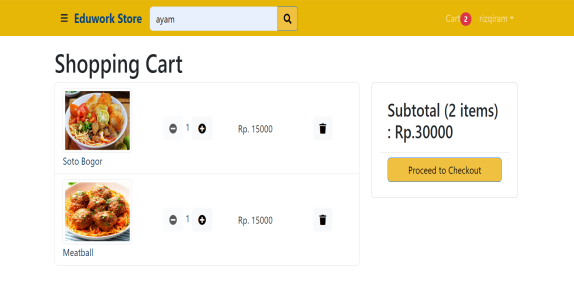 Eduwork Store
ayam
Cart 2
rizqiram
Shopping Cart
1
Rp. 15000
Soto Bogor
1
Rp. 15000
Meatball
Subtotal (2 items)
: Rp.30000
Proceed to Checkout